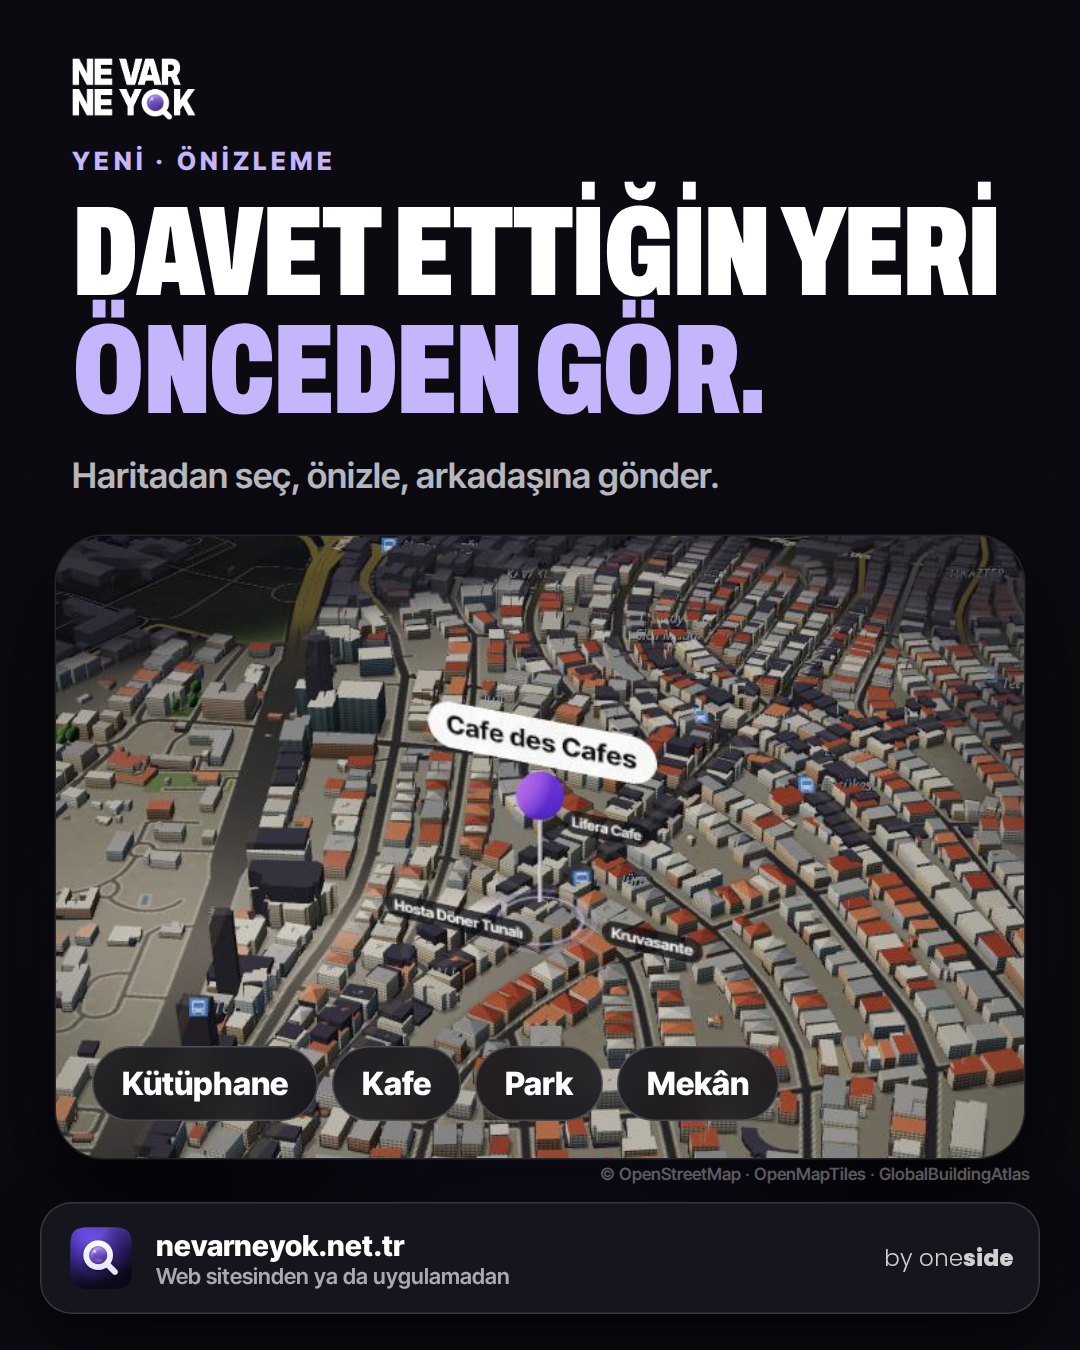 NE VAR
NE YOK
YENİ · ÖNİZLEME
DAVET ETTİĞİN YERİ
ÖNCEDEN GÖR.
Haritadan seç, önizle, arkadaşına gönder.
Cafe des Cafes
Lifera Cafe
Hosta Döner Tunalı
Kruvasante
Kütüphane
Kafe
Park
Mekân
© OpenStreetMap · OpenMapTiles · GlobalBuildingAtlas
nevarneyok.net.tr
Web sitesinden ya da uygulamadan
by oneside